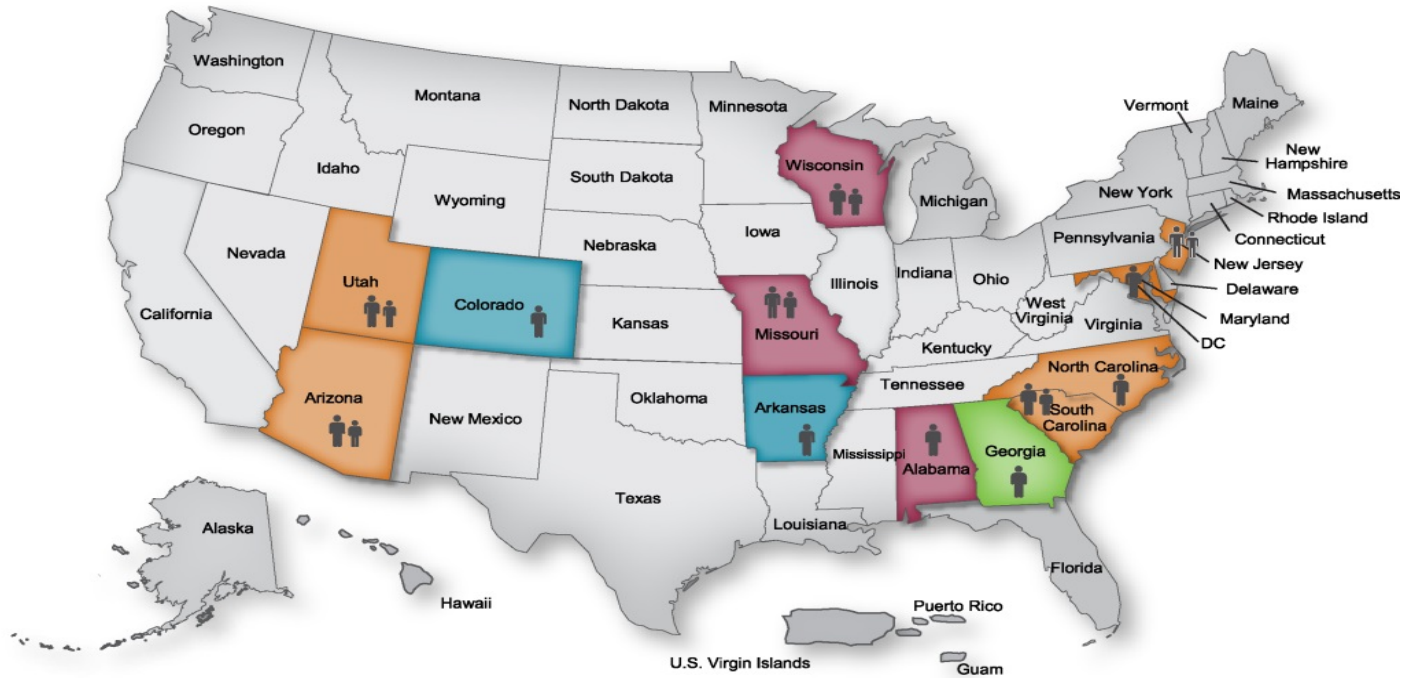 Washington
Montana
North Dakota
Minnesota
Vermont
Maine
Oregon
Idaho
Wisconsin
New
Hampshire
South Dakota
Wyoming
Michigan
New York
Massachusetts
Rhode Island
Connecticut
Nevada
Nebraska
Iowa
Pennsylvania
New Jersey
Utah
Colorado
Illinois
Indiana
Ohio
Delaware
California
Kansas
Missouri
West
Virginia
Virginia
Maryland
DC
Kentucky
North Carolina
Tennessee
Arizona
New Mexico
Oklahoma
Arkansas
South
Carolina
Mississippi
Alabama
Georgia
Texas
Louisiana
Florida
Alaska
Hawaii
Puerto Rico
U.S. Virgin Islands
Guam